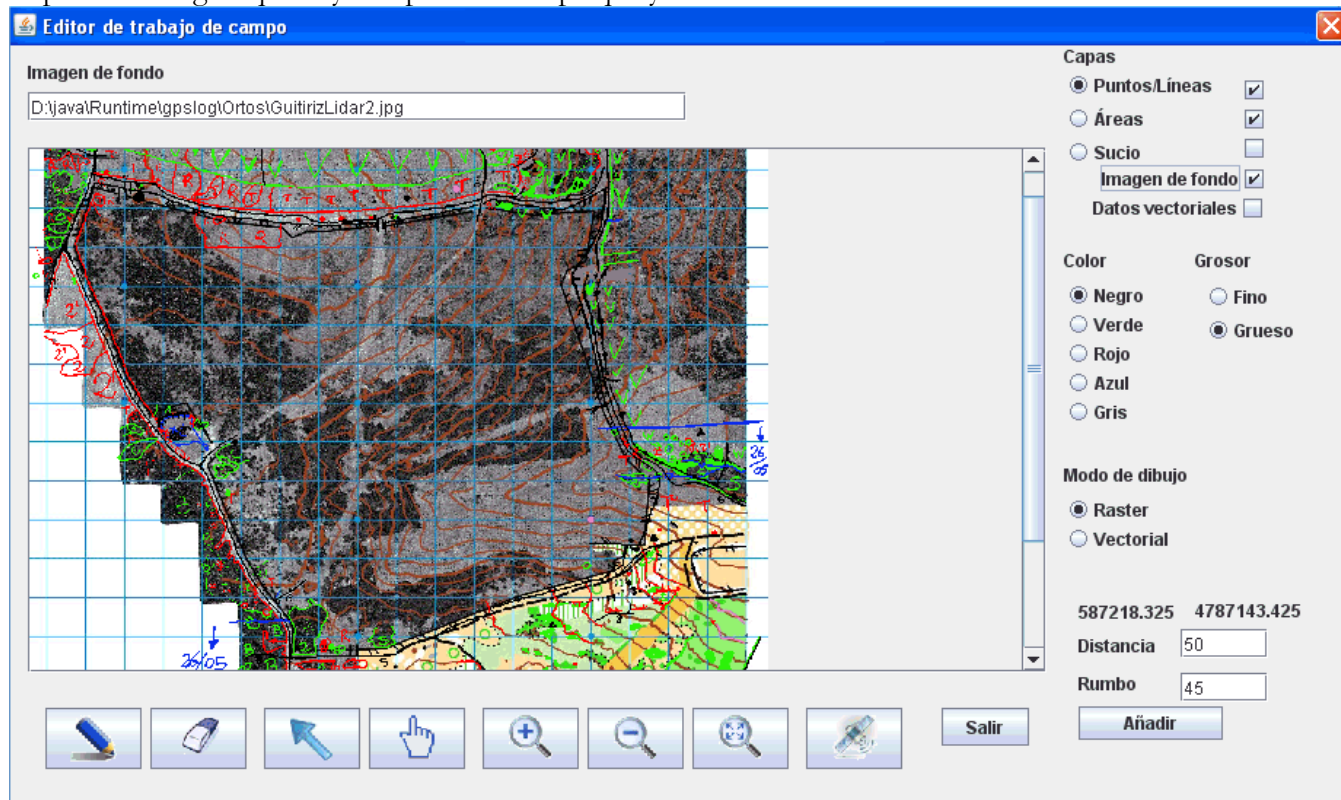 Editor de trabajo de campo
Imagen de fondo
D:\java\Runtime\gpslog\Ortos\GuitirizLidar2.jpg
Capas
Puntos/Líneas
Áreas
Sucio
Imagen de fondo
Datos vectoriales
Color Grosor
Negro Fino
Verde Grueso
Rojo
Azul
Gris
Modo de dibujo
Raster
Vectorial
587218.325 4787143.425
Distancia 50
Rumbo 45
Añadir
Salir
26/05
26/05